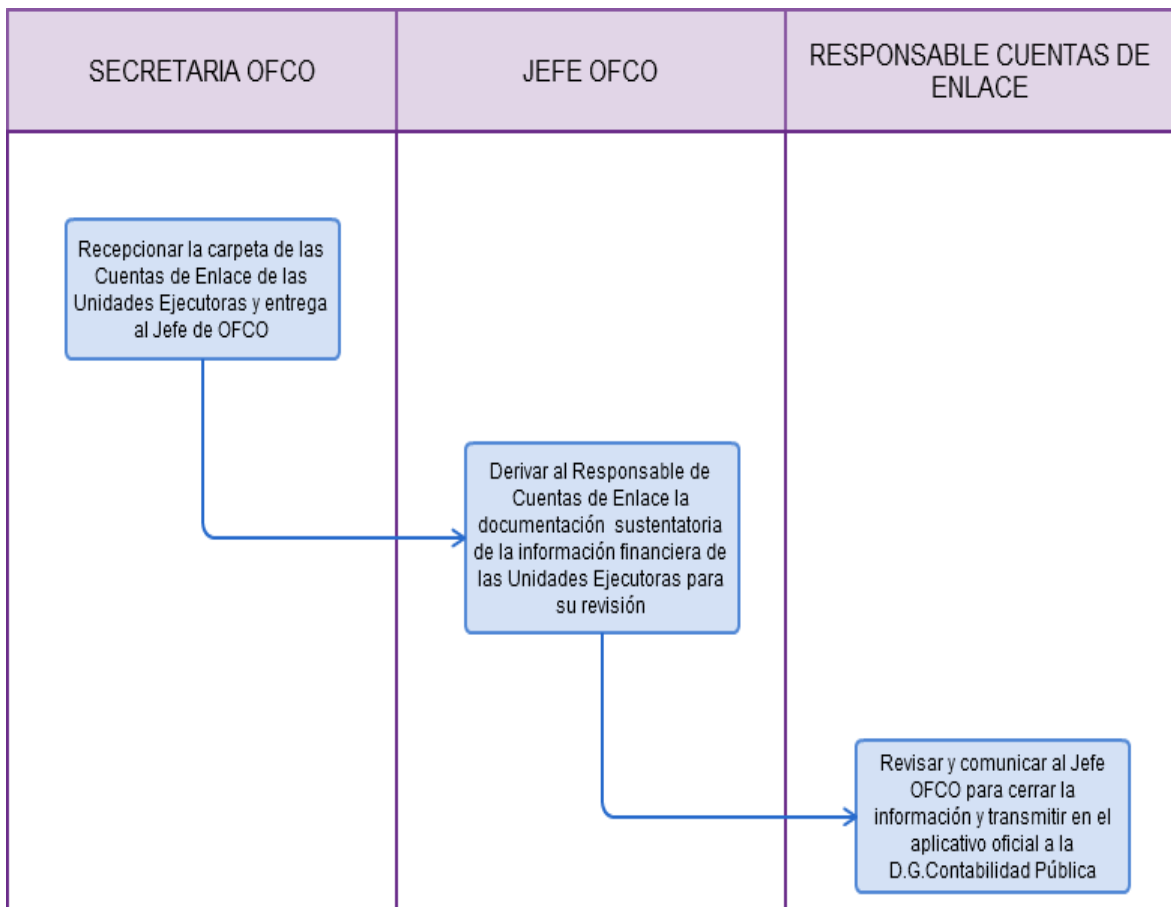 SECRETARIA OFCO
JEFE OFCO
RESPONSABLE CUENTAS DE
ENLACE
Recepcionar la carpeta de las
Cuentas de Enlace de las
Unidades Ejecutoras y entrega
al Jefe de OFCO
Derivar al Responsable de
Cuentas de Enlace la
documentación sustentatoria
de la información financiera de
las Unidades Ejecutoras para
su revisión
Revisar y comunicar al Jefe
OFCO para cerrar la
información y transmitir en el
aplicativo oficial a la
D.G.Contabilidad Pública